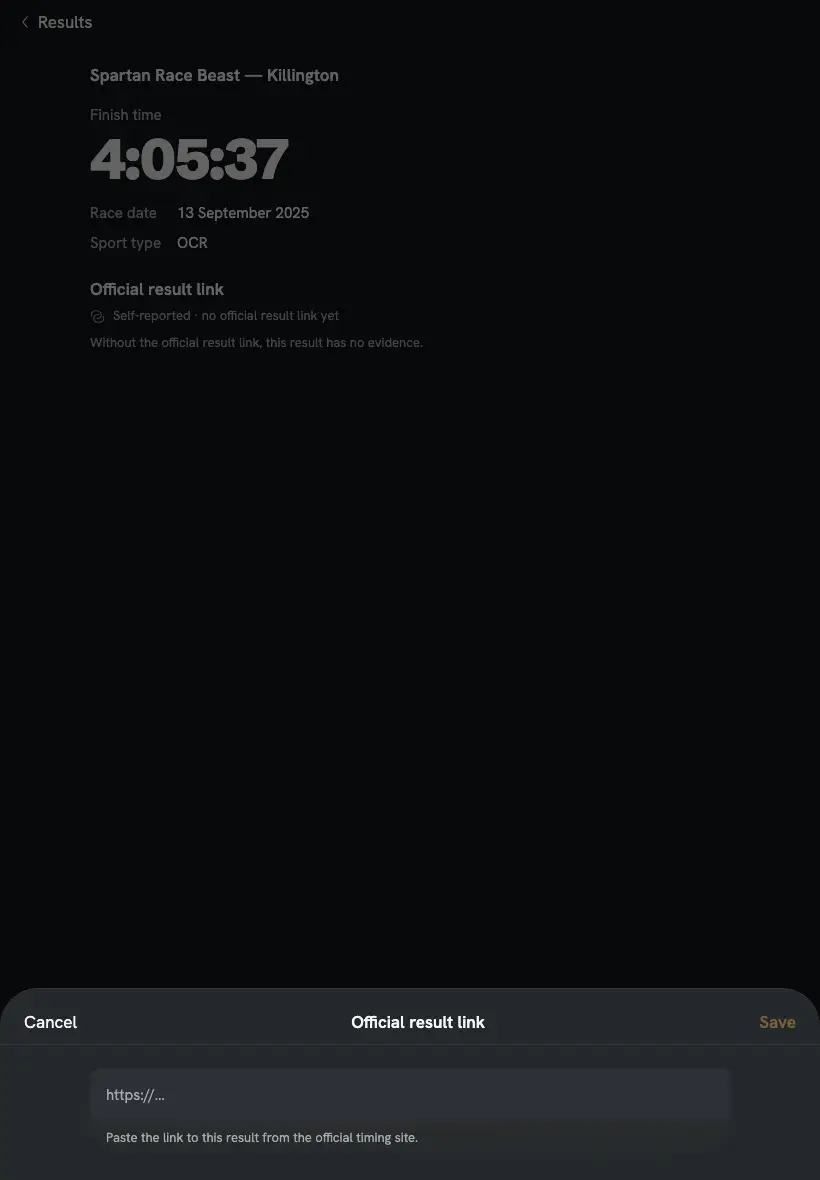 Results
Spartan Race Beast — Killington
Finish time
4:05:37
Race date 13 September 2025
Sport type OCR
Official result link
Self-reported · no official result link yet
Without the official result link, this result has no evidence.
Cancel Official result link Save
https://...
Paste the link to this result from the official timing site.